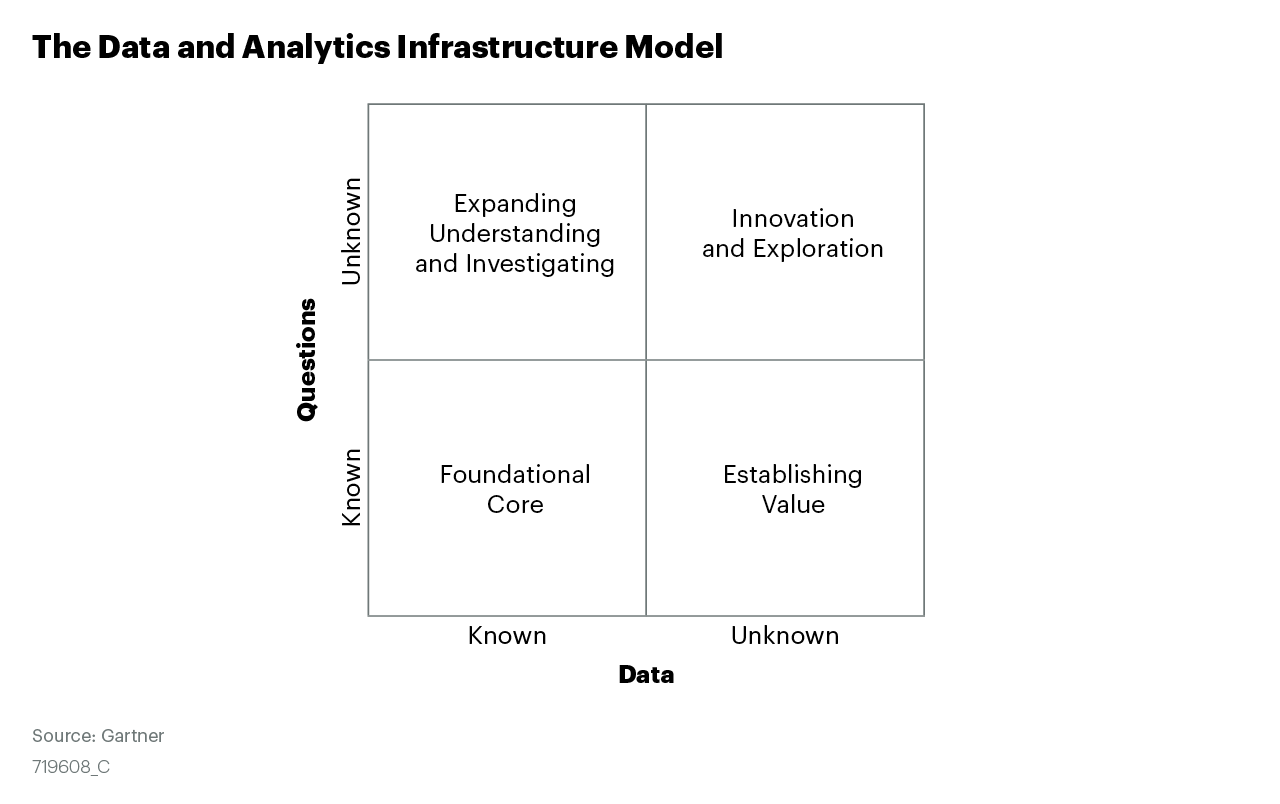 The Data and Analytics Infrastructure Model
Unknown
Expanding
Understanding
and Investigating
Innovation
and Exploration
Questions
Known
Foundational
Core
Establishing
Value
Known
Unknown
Data
Source: Gartner
719608_C